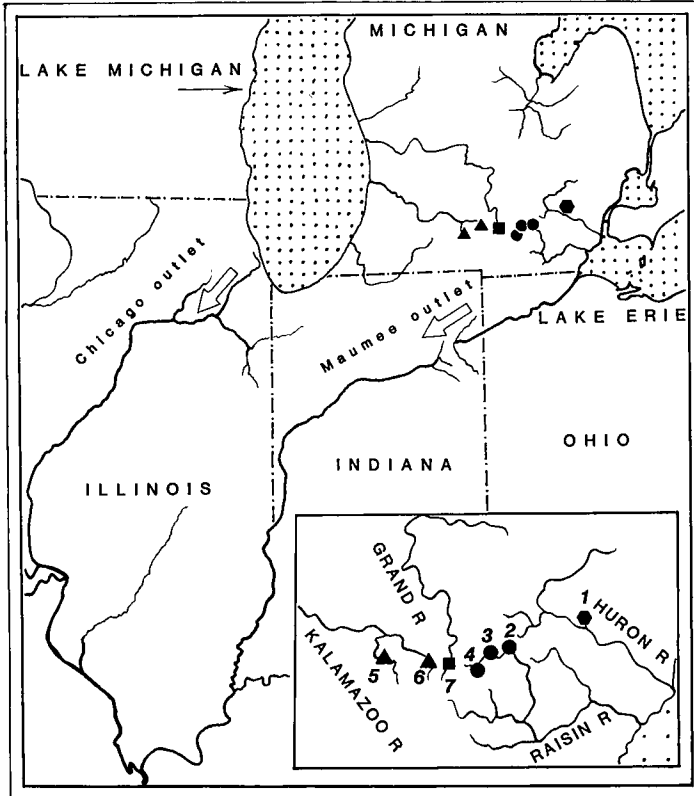 MICHIGAN
LAKE MICHIGAN
Chicago outlet
Maumee outlet
LAKE ERIE
OHIO
INDIANA
ILLINOIS
GRAND R
1
HURON R
2
3
4
5
6
7
KALAMAZOO R
RAISIN R